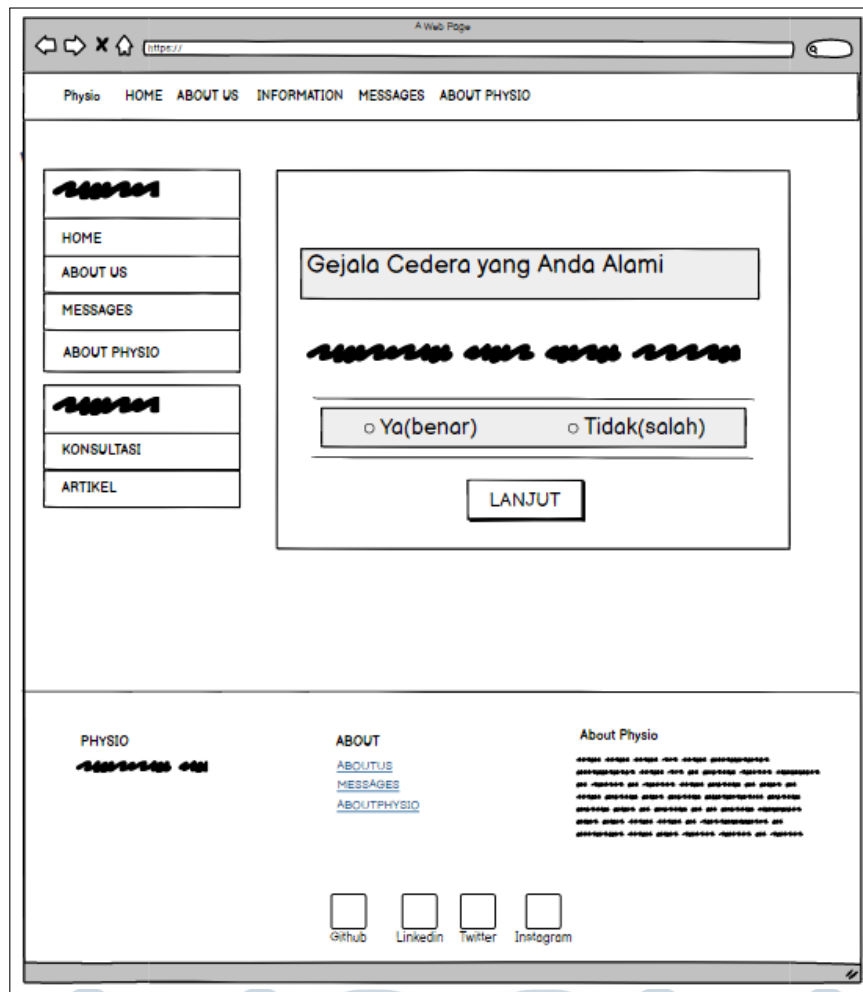 A Web Page
https://
Physio HOME ABOUT US INFORMATION MESSAGES ABOUT PHYSIO
HOME
ABOUT US
MESSAGES
ABOUT PHYSIO
KONSULTASI
ARTIKEL
Gejala Cedera yang Anda Alami
Ya(benar) Tidak(salah)
LANJUT
PHYSIO
ABOUT
ABOUTUS
MESSAGES
ABOUTPHYSIO
About Physio
Github Linkedin Twitter Instagram